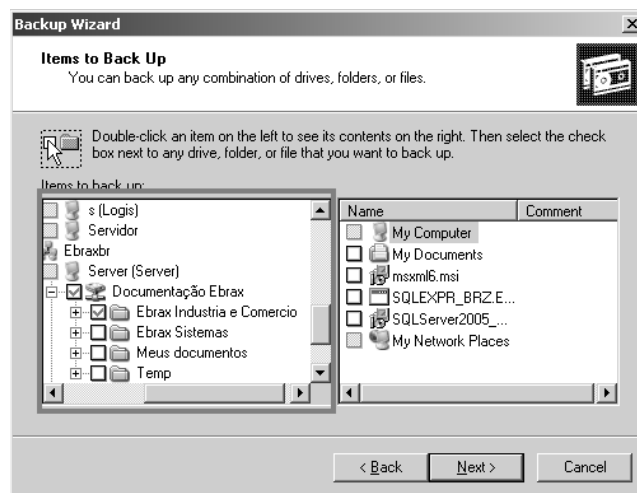 Backup Wizard
Items to Back Up
You can back up any combination of drives, folders, or files.
Double-click an item on the left to see its contents on the right. Then select the check
box next to any drive, folder, or file that you want to back up.
Items to back up:
s (Logis)
Servidor
Ebraxbr
Server (Server)
Documentação Ebrax
Ebrax Industria e Comercio
Ebrax Sistemas
Meus documentos
Temp
Name Comment
My Computer
My Documents
msxml6.msi
SQLEXPR_BRZ.E...
SQLServer2005_...
My Network Places
< Back Next > Cancel